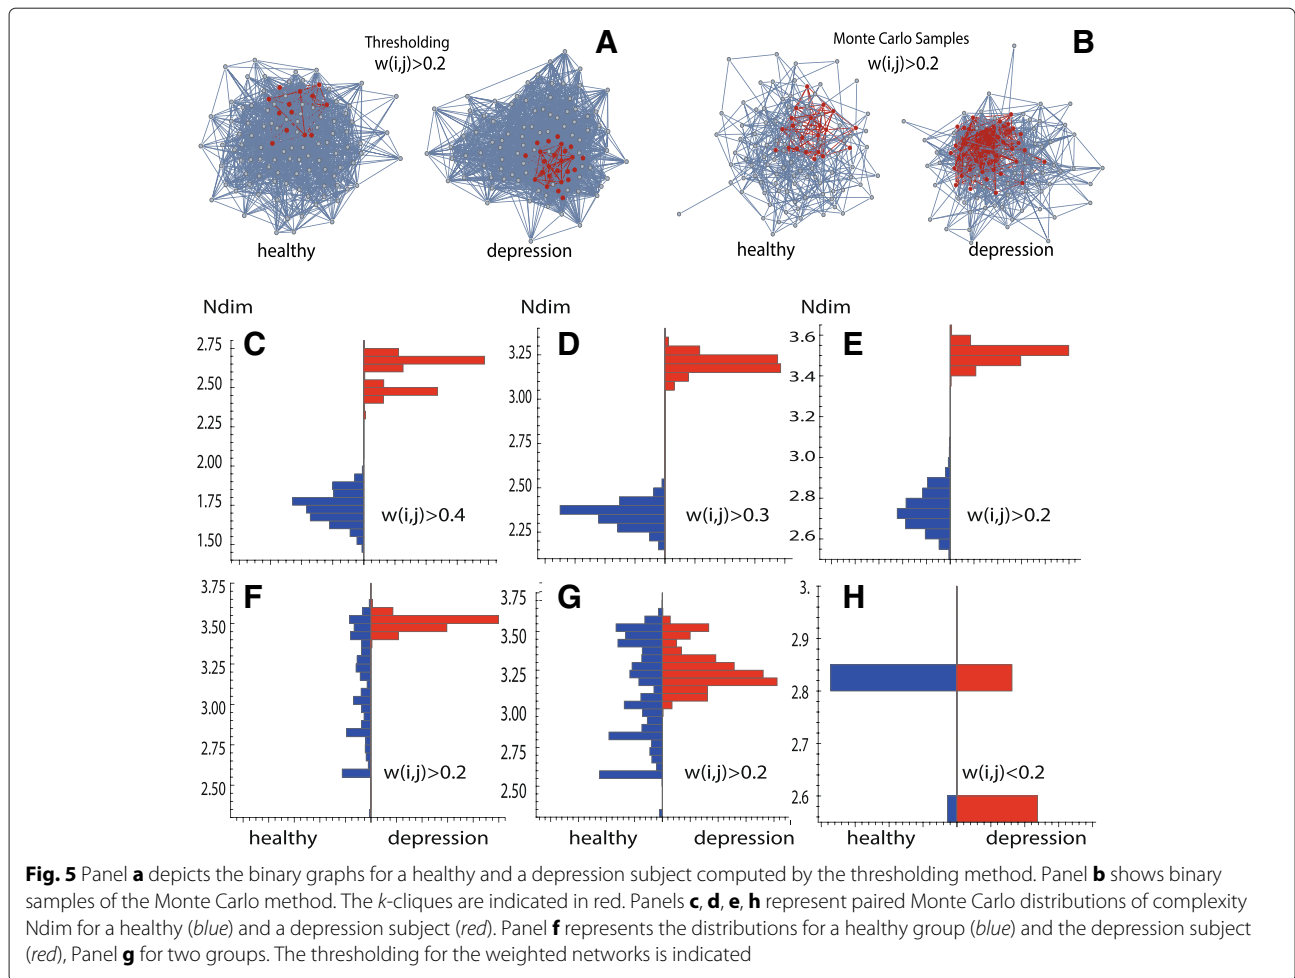 Thresholding
w(i,j)>0.2
A
healthy
depression
Monte Carlo Samples
w(i,j)>0.2
B
healthy
depression
Ndim
C
2.75
2.50
2.25
2.00
1.75
1.50
w(i,j)>0.4
Ndim
D
3.25
3.00
2.75
2.50
2.25
w(i,j)>0.3
Ndim
E
3.6
3.4
3.2
3.0
2.8
2.6
w(i,j)>0.2
F
3.75
3.50
3.25
3.00
2.75
2.50
w(i,j)>0.2
healthy
depression
G
3.75
3.50
3.25
3.00
2.75
2.50
w(i,j)>0.2
healthy
depression
H
3.
2.9
2.8
2.7
2.6
w(i,j)<0.2
healthy
depression
Fig. 5 Panel a depicts the binary graphs for a healthy and a depression subject computed by the thresholding method. Panel b shows binary
samples of the Monte Carlo method. The k-cliques are indicated in red. Panels c, d, e, h represent paired Monte Carlo distributions of complexity
Ndim for a healthy (blue) and a depression subject (red). Panel f represents the distributions for a healthy group (blue) and the depression subject
(red), Panel g for two groups. The thresholding for the weighted networks is indicated